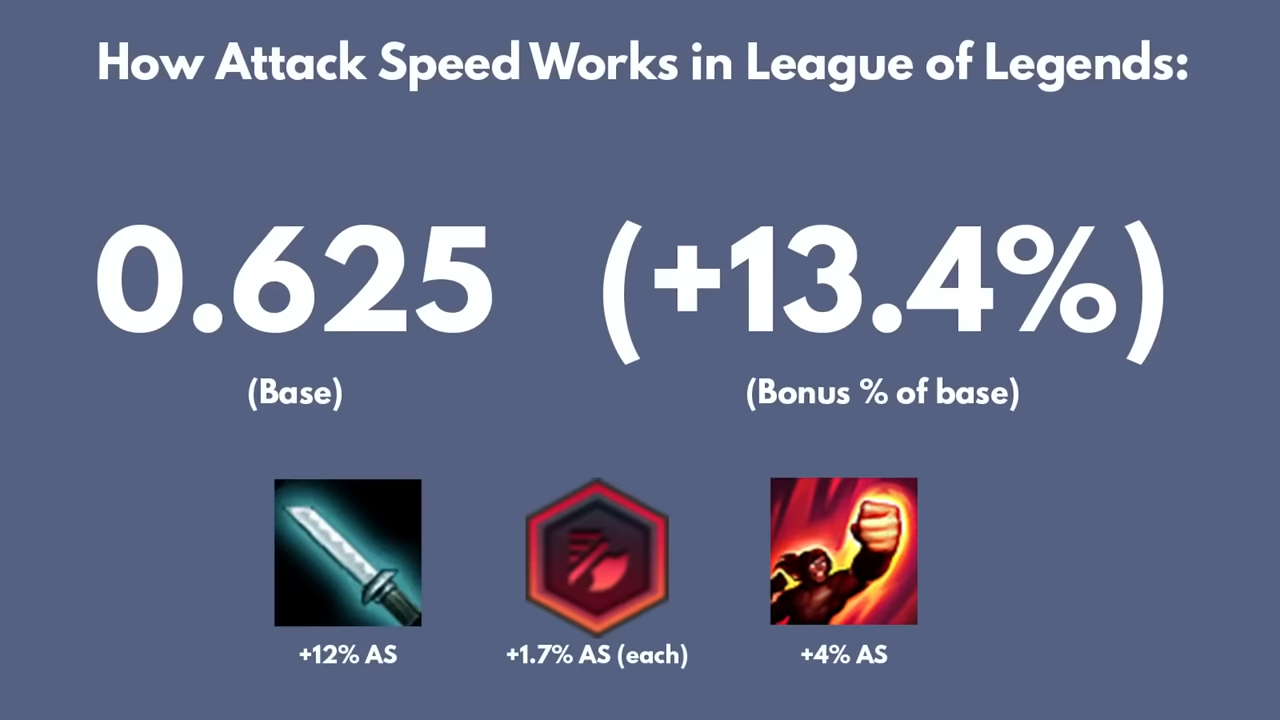 How Attack Speed Works in League of Legends:
0.625 (+13.4%)
(Base) (Bonus % of base)
+12% AS +1.7% AS (each) +4% AS